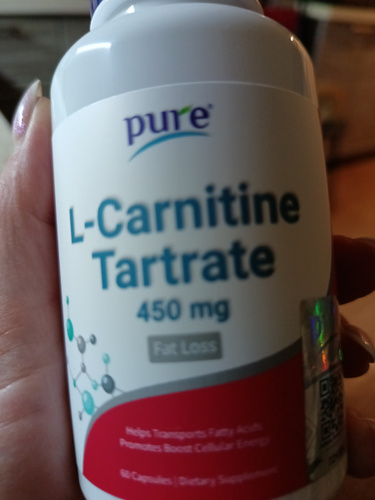 pure®
L-Carnitine
Tartrate
450 mg
Fat Loss
Helps Transports Fatty Acids
Promotes Boost Cellular Energy
60 Capsules | Dietary Supplement